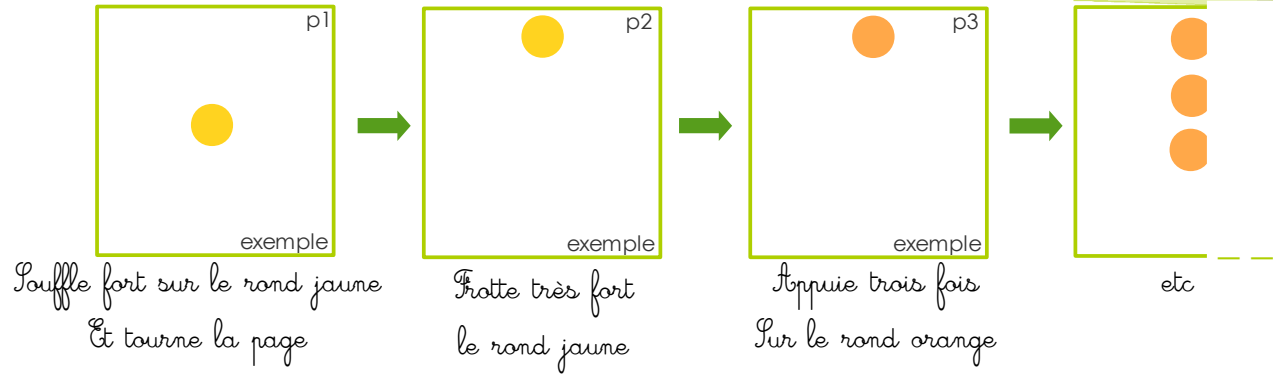 p1
p2
p3
exemple
exemple
exemple
Souffle fort sur le rond jaune
Et tourne la page
Frotte très fort
le rond jaune
Appuie trois fois
Sur le rond orange
etc